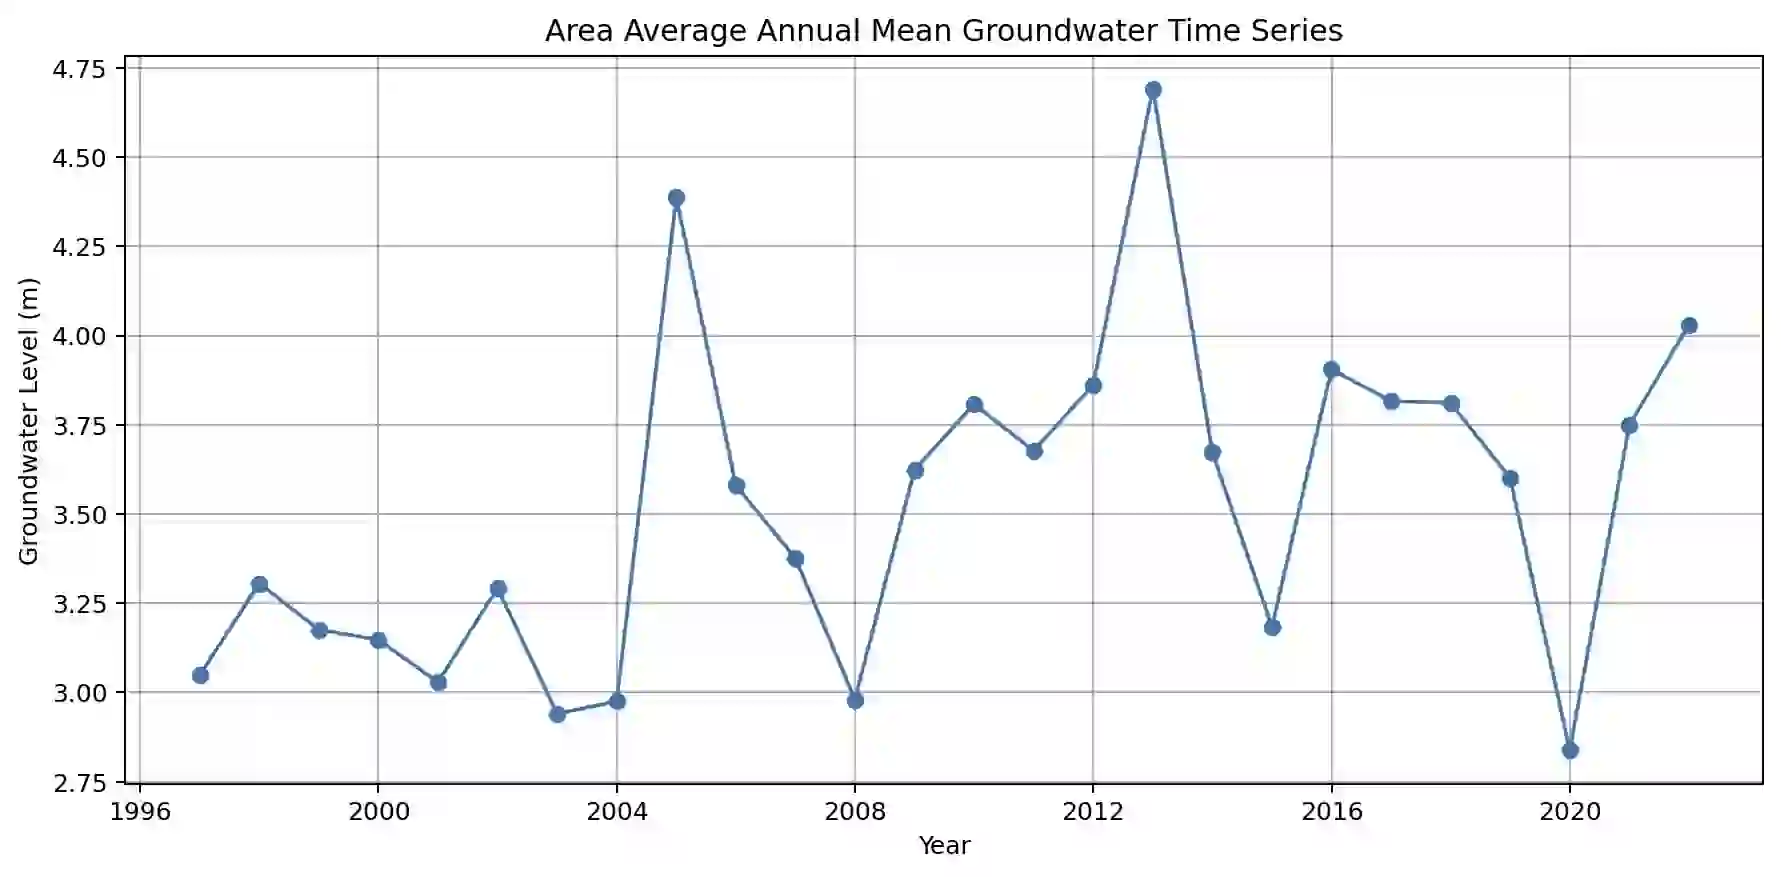 Area Average Annual Mean Groundwater Time Series
4.75
4.50
4.25
4.00
3.75
3.50
3.25
3.00
2.75
Groundwater Level (m)
1996 2000 2004 2008 2012 2016 2020
Year